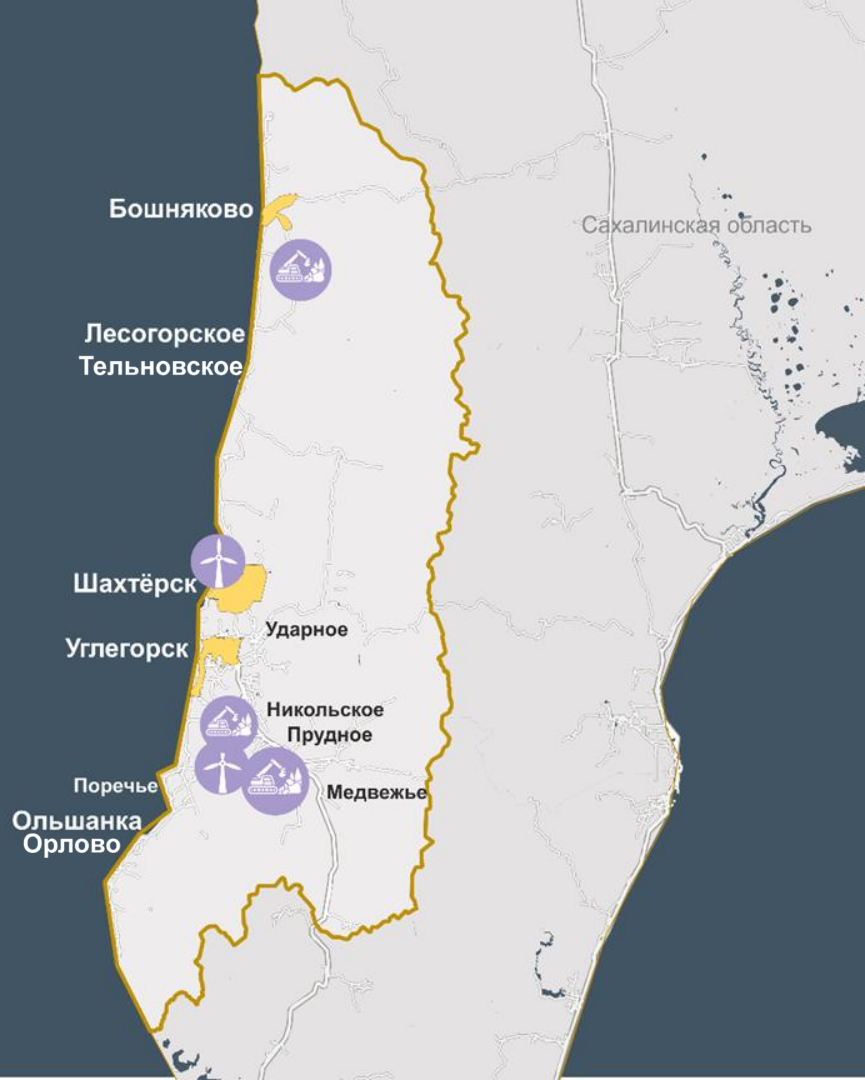 Бошняково
Сахалинская область
Лесогорское
Тельновское
Шахтёрск
Ударное
Углегорск
Никольское
Прудное
Поречье
Медвежье
Ольшанка
Орлово